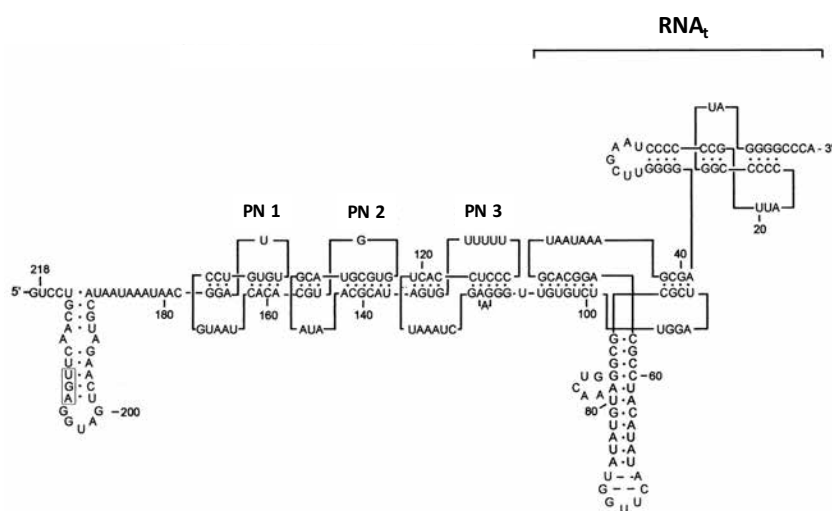 RNAt
UA
A A U CCCC CCG GGGGCCCA - 3'
G
C U U GGGG GGC CCCC
UUA
20
PN 1 PN 2 PN 3
U G 120 UUUUU UAAUAAA 40
218 CCU GUGU GCA UGCGUG UCAC CUCCC GCACGGA GCGA
5' -GUCCU AUAAUAAAUAAC GGA CACA CGU ACGCAU AGUG GAGGG U UGUGUCU CGCU
180 160 140 A 100
GUAAU AUA UAAAUC UGGA
G C
C G
A U
A A
C G
U A
U A
G C
A U
G G
G A -200
U
G C
C G
G C
G C -60
A U
U A
G C
U A
A U
U A
A U
U A
G C
G U
U U
U G
C A
A A
80